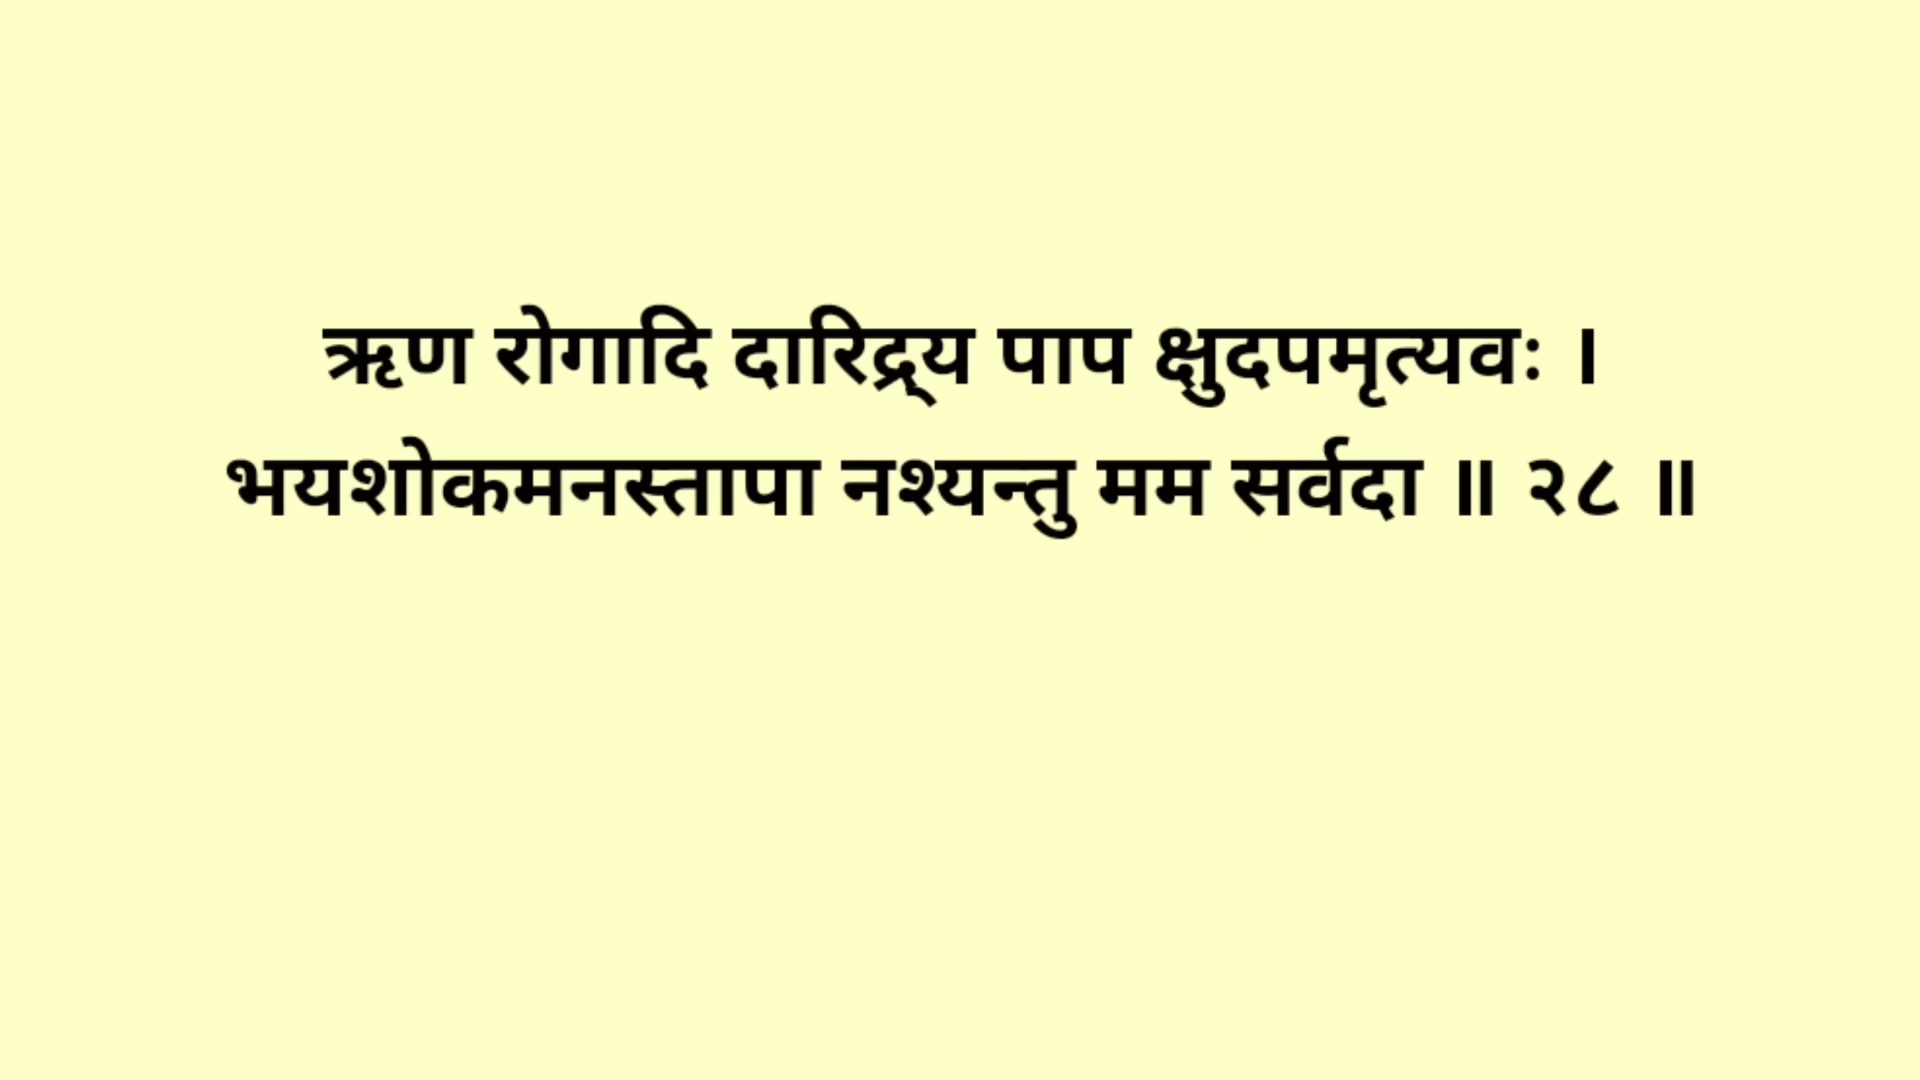 ऋण रोगादि दारिद्र्य पाप क्षुदपमृत्यवः ।
भयशोकमनस्तापा नश्यन्तु मम सर्वदा ॥ २८ ॥